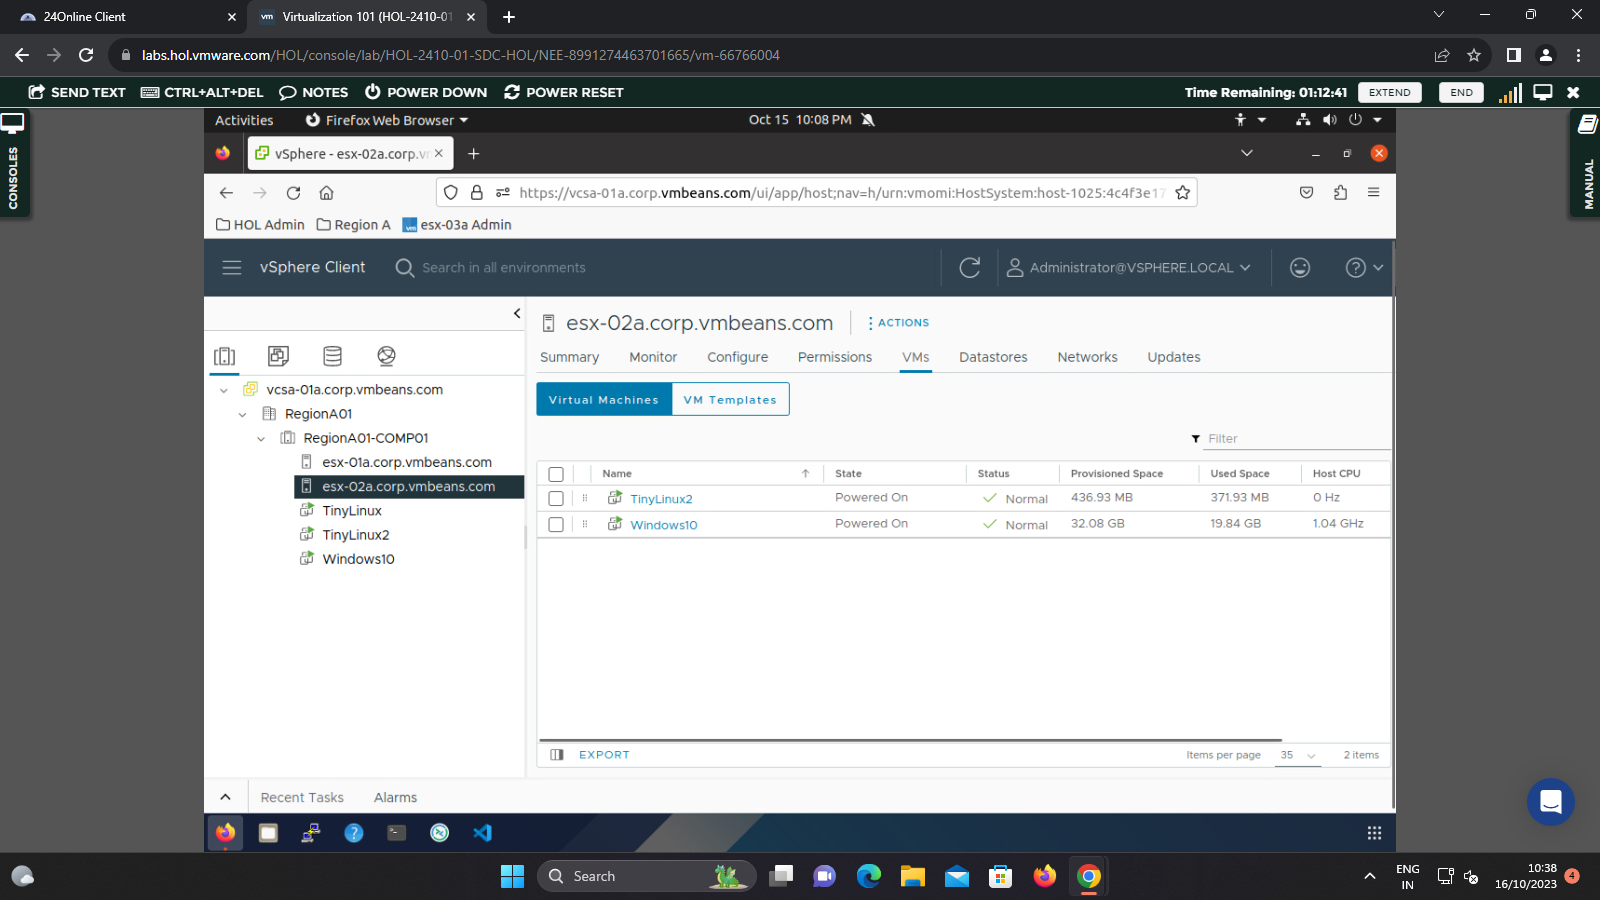 24Online Client
vm Virtualization 101 (HOL-2410-01
labs.hol.vmware.com/HOL/console/lab/HOL-2410-01-SDC-HOL/NEE-8991274463701665/vm-66766004
SEND TEXT CTRL+ALT+DEL NOTES POWER DOWN POWER RESET Time Remaining: 01:12:41 EXTEND END
CONSOLES
MANUAL
Activities Firefox Web Browser Oct 15 10:08 PM
vSphere - esx-02a.corp.vm
https://vcsa-01a.corp.vmbeans.com/ui/app/host;nav=h/urn:vmomi:HostSystem:host-1025:4c4f3e17
HOL Admin Region A vm esx-03a Admin
vSphere Client Search in all environments Administrator@VSPHERE.LOCAL
esx-02a.corp.vmbeans.com ACTIONS
Summary Monitor Configure Permissions VMs Datastores Networks Updates
vcsa-01a.corp.vmbeans.com
RegionA01
RegionA01-COMP01
esx-01a.corp.vmbeans.com
esx-02a.corp.vmbeans.com
TinyLinux
TinyLinux2
Windows10
Virtual Machines VM Templates
Filter
Name State Status Provisioned Space Used Space Host CPU
TinyLinux2 Powered On Normal 436.93 MB 371.93 MB 0 Hz
Windows10 Powered On Normal 32.08 GB 19.84 GB 1.04 GHz
EXPORT Items per page 35 2 items
Recent Tasks Alarms
Search
ENG
IN
10:38
16/10/2023
4